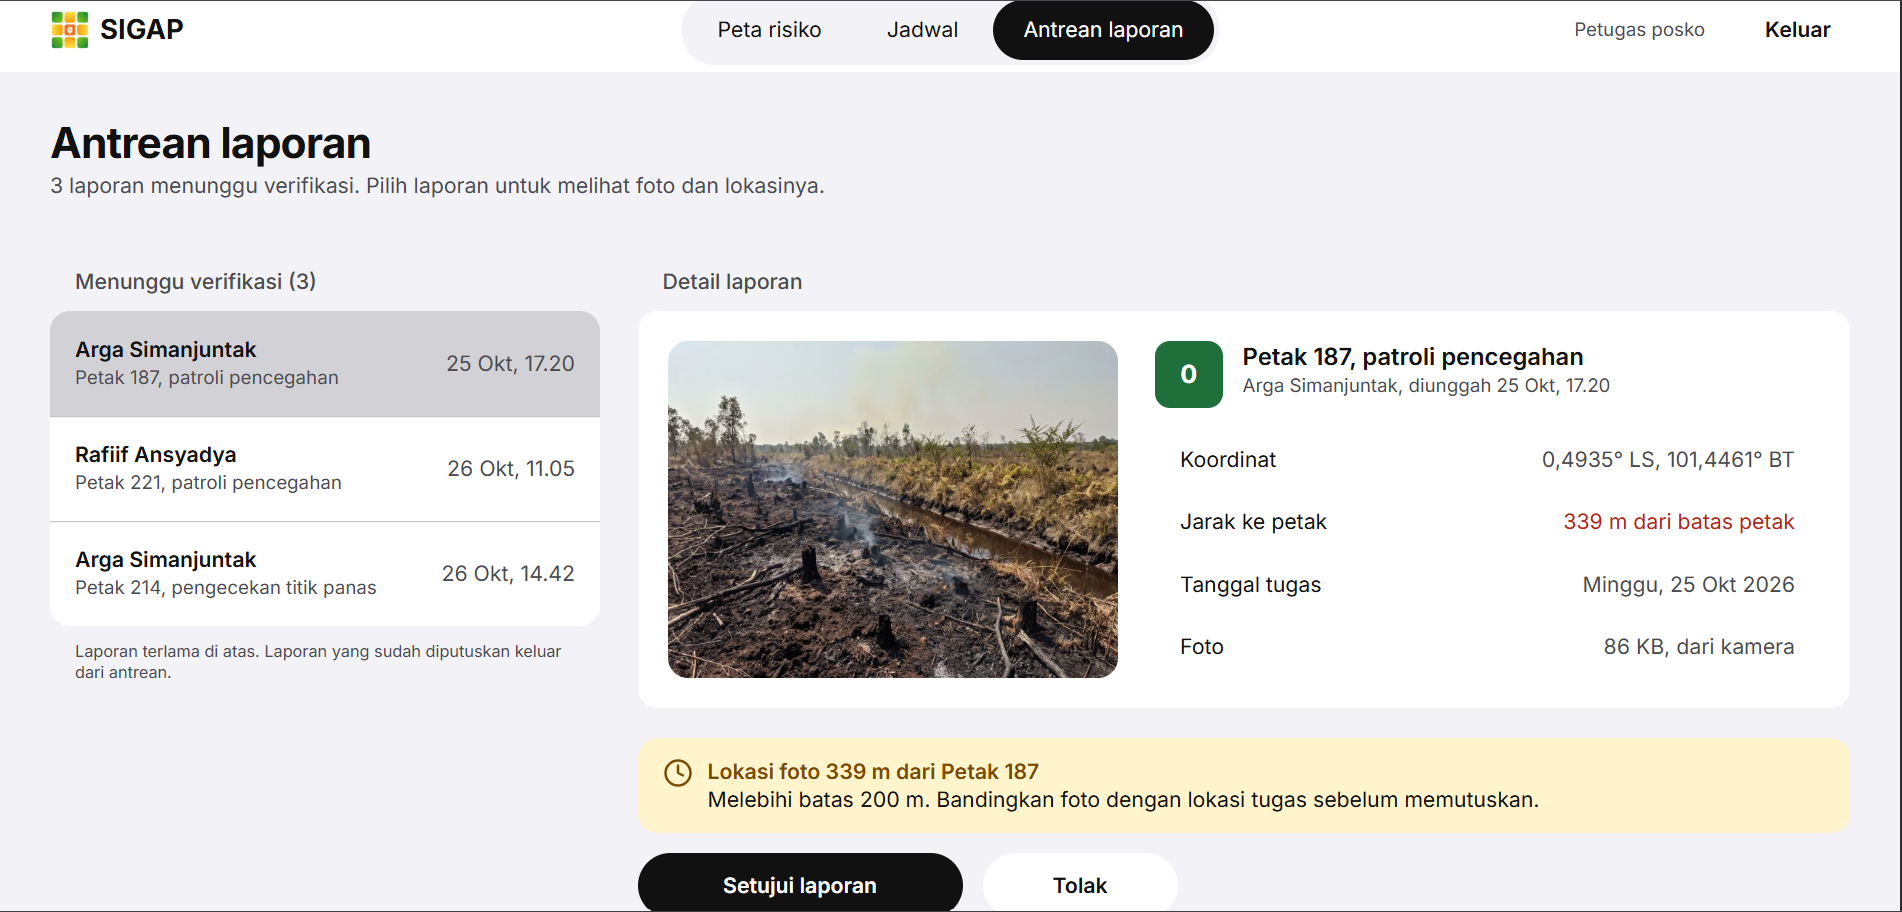 SIGAP
Peta risiko
Jadwal
Antrean laporan
Petugas posko
Keluar
Antrean laporan
3 laporan menunggu verifikasi. Pilih laporan untuk melihat foto dan lokasinya.
Menunggu verifikasi (3)
Arga Simanjuntak
Petak 187, patroli pencegahan
25 Okt, 17.20
Rafiif Ansyadya
Petak 221, patroli pencegahan
26 Okt, 11.05
Arga Simanjuntak
Petak 214, pengecekan titik panas
26 Okt, 14.42
Laporan terlama di atas. Laporan yang sudah diputuskan keluar
dari antrean.
Detail laporan
0
Petak 187, patroli pencegahan
Arga Simanjuntak, diunggah 25 Okt, 17.20
Koordinat
0,4935° LS, 101,4461° BT
Jarak ke petak
339 m dari batas petak
Tanggal tugas
Minggu, 25 Okt 2026
Foto
86 KB, dari kamera
Lokasi foto 339 m dari Petak 187
Melebihi batas 200 m. Bandingkan foto dengan lokasi tugas sebelum memutuskan.
Setujui laporan
Tolak